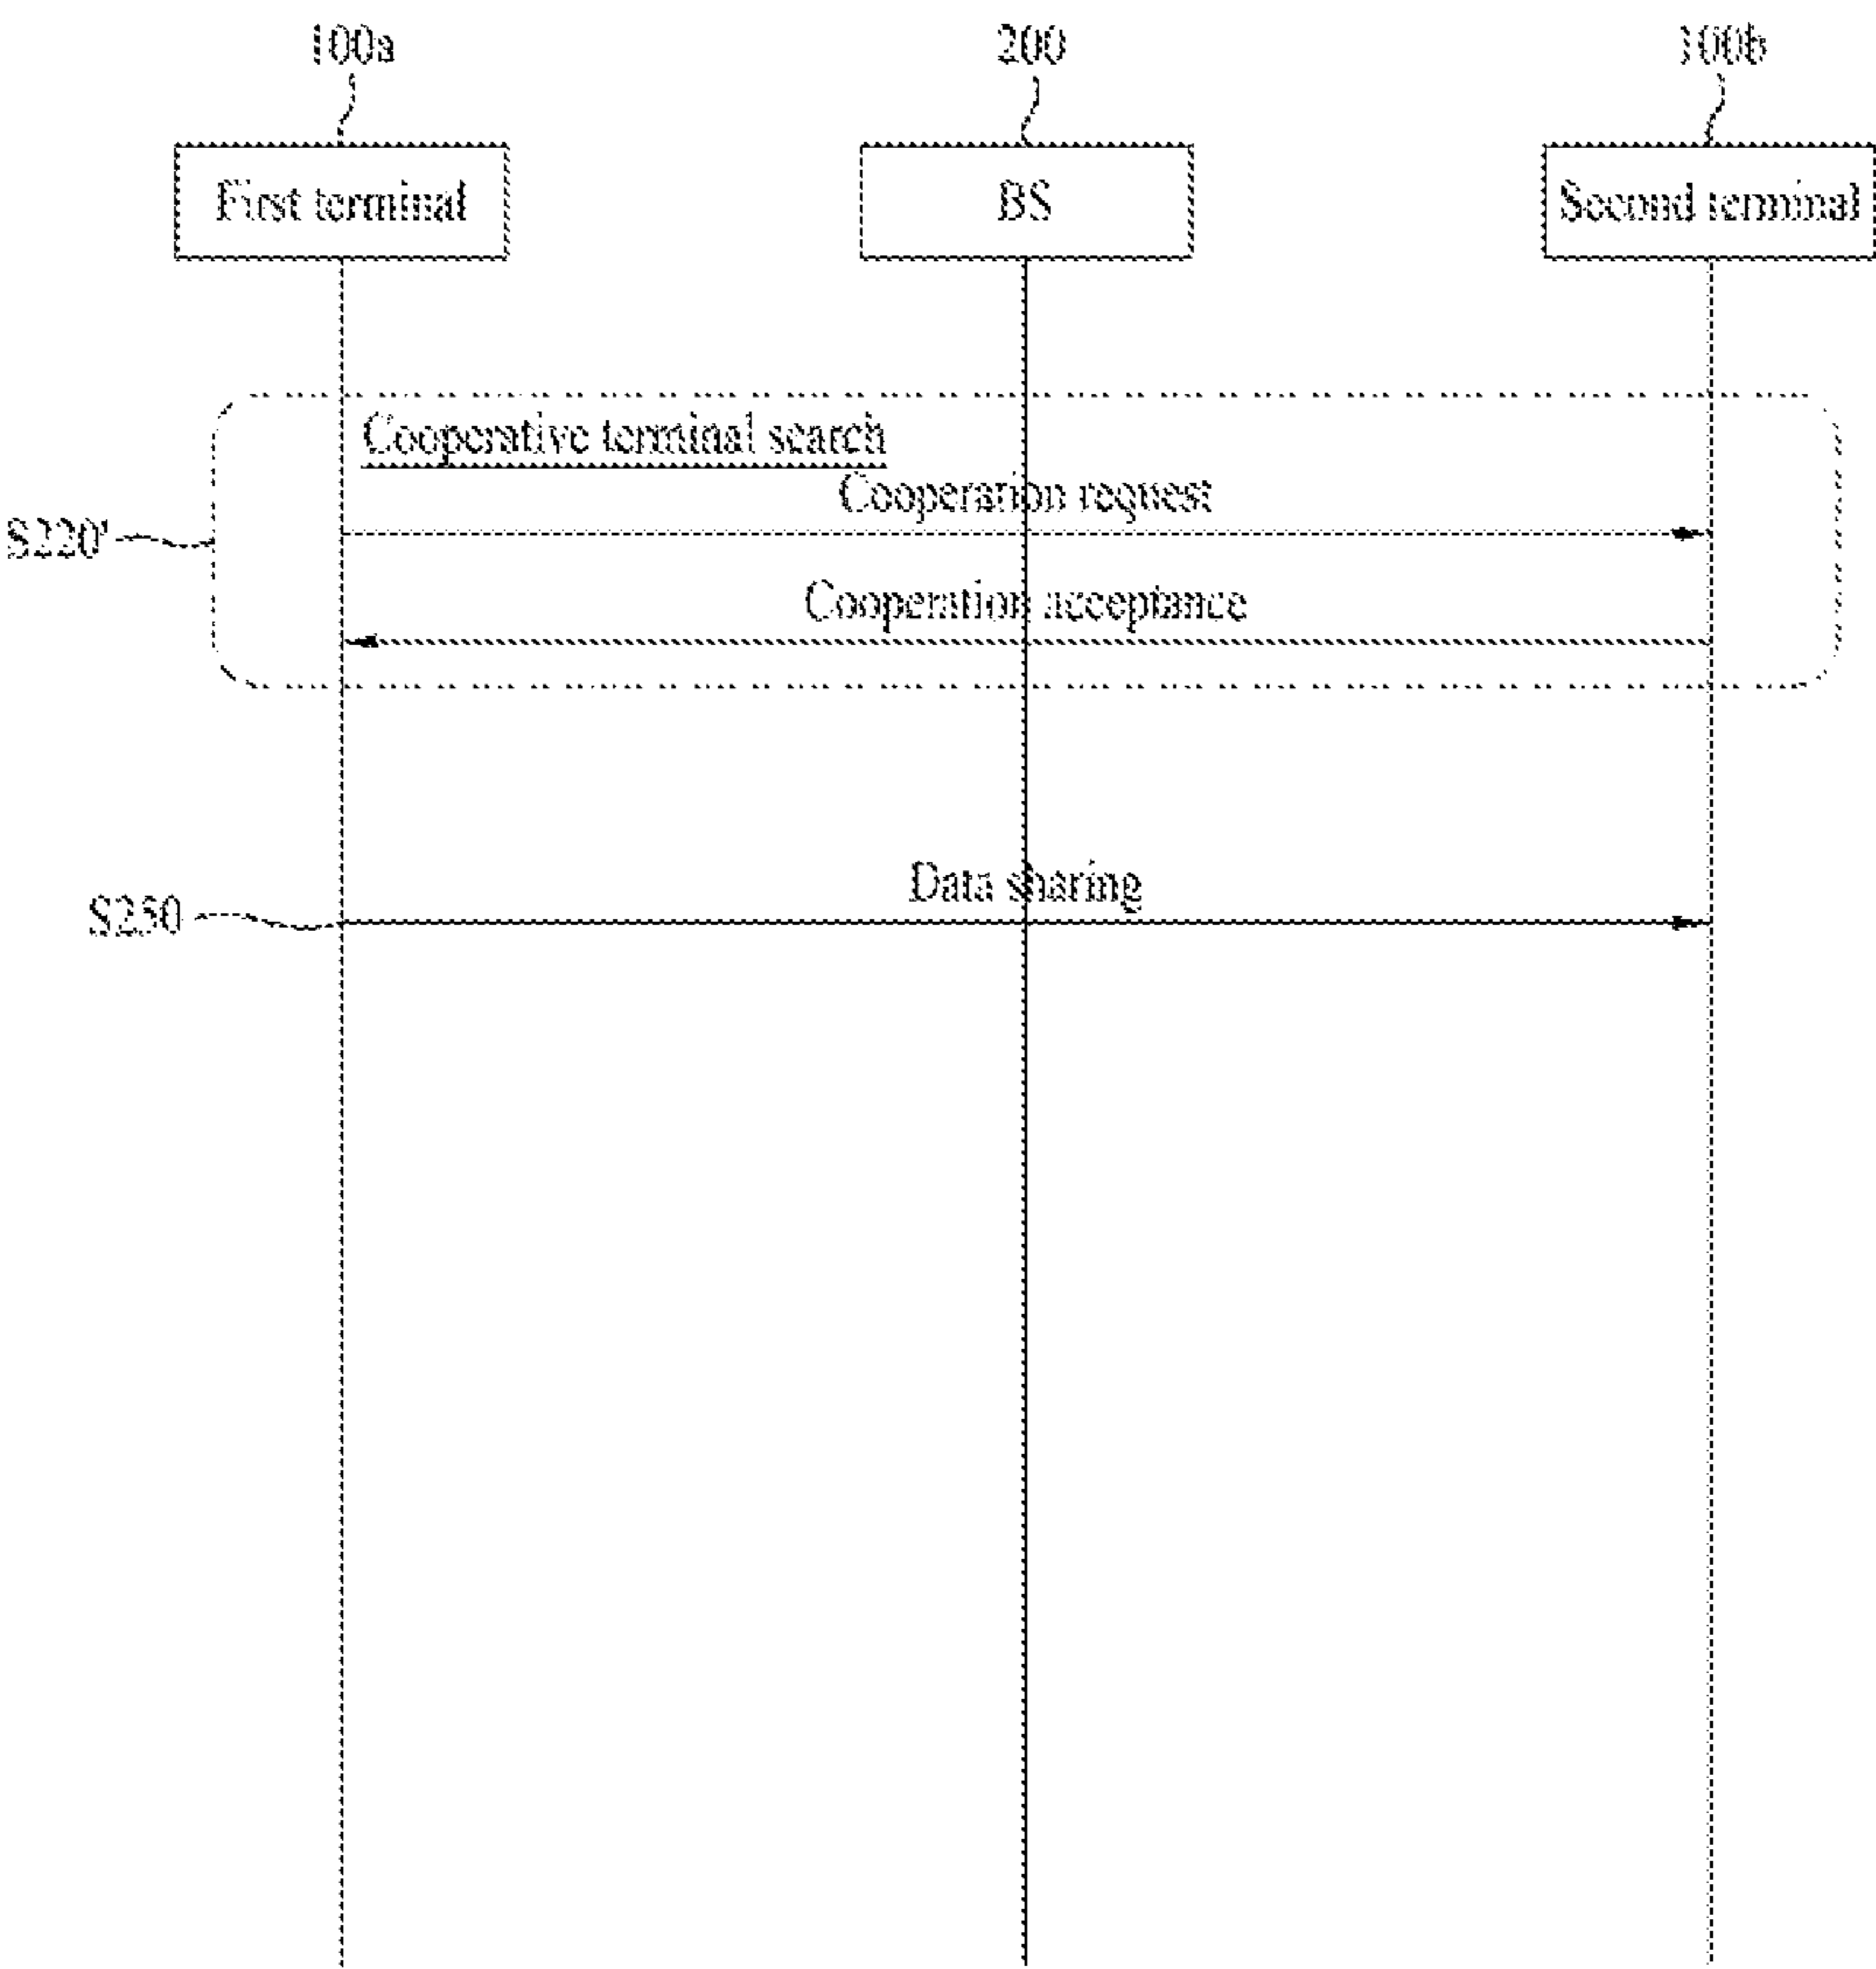 100a
200
100b
First terminal
BS
Second terminal
Cooperative terminal search
Cooperation request
S220'
Cooperation acceptance
Data sharing
S250